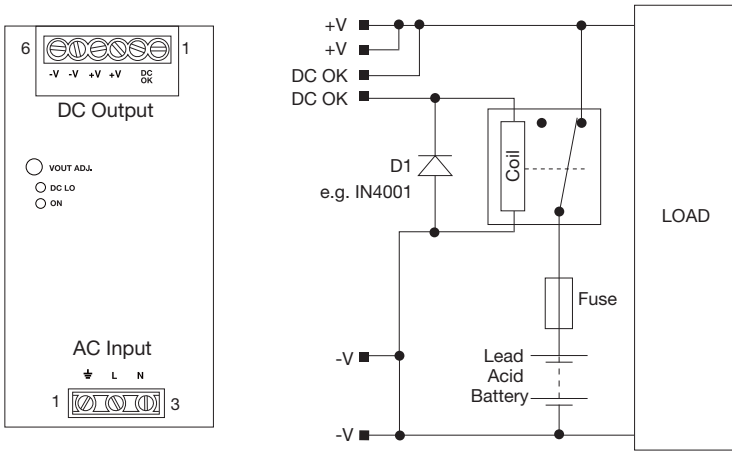 6
1
-V -V +V +V DC OK
DC Output
VOUT ADJ.
DC LO
ON
AC Input
L N
1
3
+V
+V
DC OK
DC OK
D1
e.g. IN4001
Coil
LOAD
Fuse
-V
Lead
Acid
Battery
-V